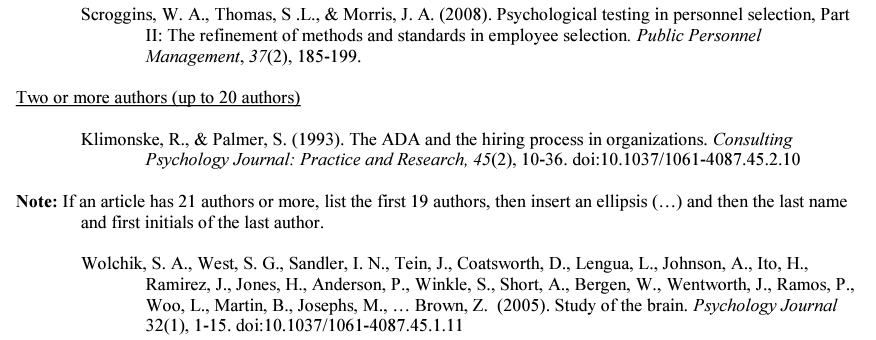 Scroggins, W. A., Thomas, S .L., & Morris, J. A. (2008). Psychological testing in personnel selection, Part
II: The refinement of methods and standards in employee selection. Public Personnel
Management, 37(2), 185-199.
Two or more authors (up to 20 authors)
Klimonske, R., & Palmer, S. (1993). The ADA and the hiring process in organizations. Consulting
Psychology Journal: Practice and Research, 45(2), 10-36. doi:10.1037/1061-4087.45.2.10
Note: If an article has 21 authors or more, list the first 19 authors, then insert an ellipsis (…) and then the last name
and first initials of the last author.
Wolchik, S. A., West, S. G., Sandler, I. N., Tein, J., Coatsworth, D., Lengua, L., Johnson, A., Ito, H.,
Ramirez, J., Jones, H., Anderson, P., Winkle, S., Short, A., Bergen, W., Wentworth, J., Ramos, P.,
Woo, L., Martin, B., Josephs, M., … Brown, Z. (2005). Study of the brain. Psychology Journal
32(1), 1-15. doi:10.1037/1061-4087.45.1.11